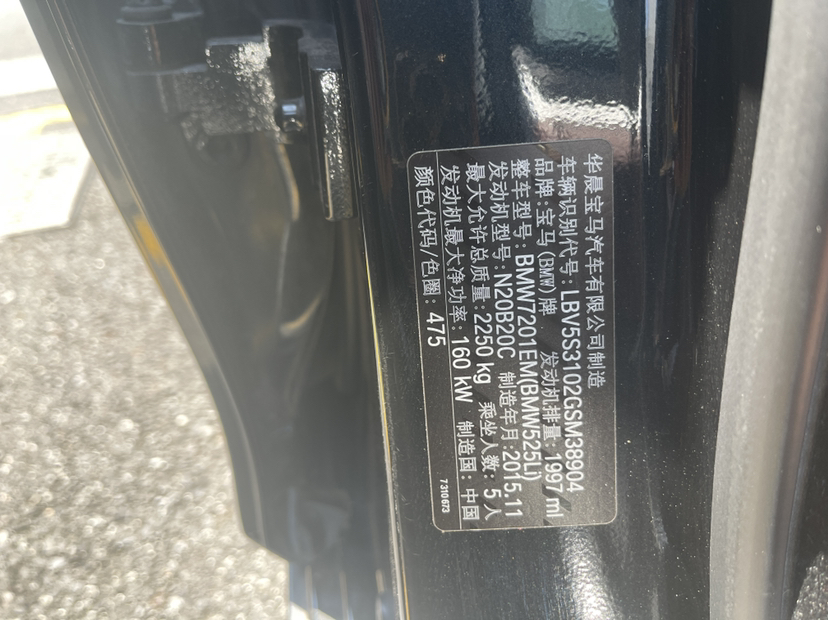 华晨宝马汽车有限公司制造
车辆识别代号:LBV5S3102GSM38904
品牌:宝马(BMW)牌 发动机排量:1997 ml
整车型号:BMW7201EM(BMW525Li)
发动机型号:N20B20C 制造年月:2015.11
最大允许总质量:2250 kg 乘坐人数:5人
发动机最大净功率:160 kW 制造国:中国
颜色代码/色圈:475
7310673